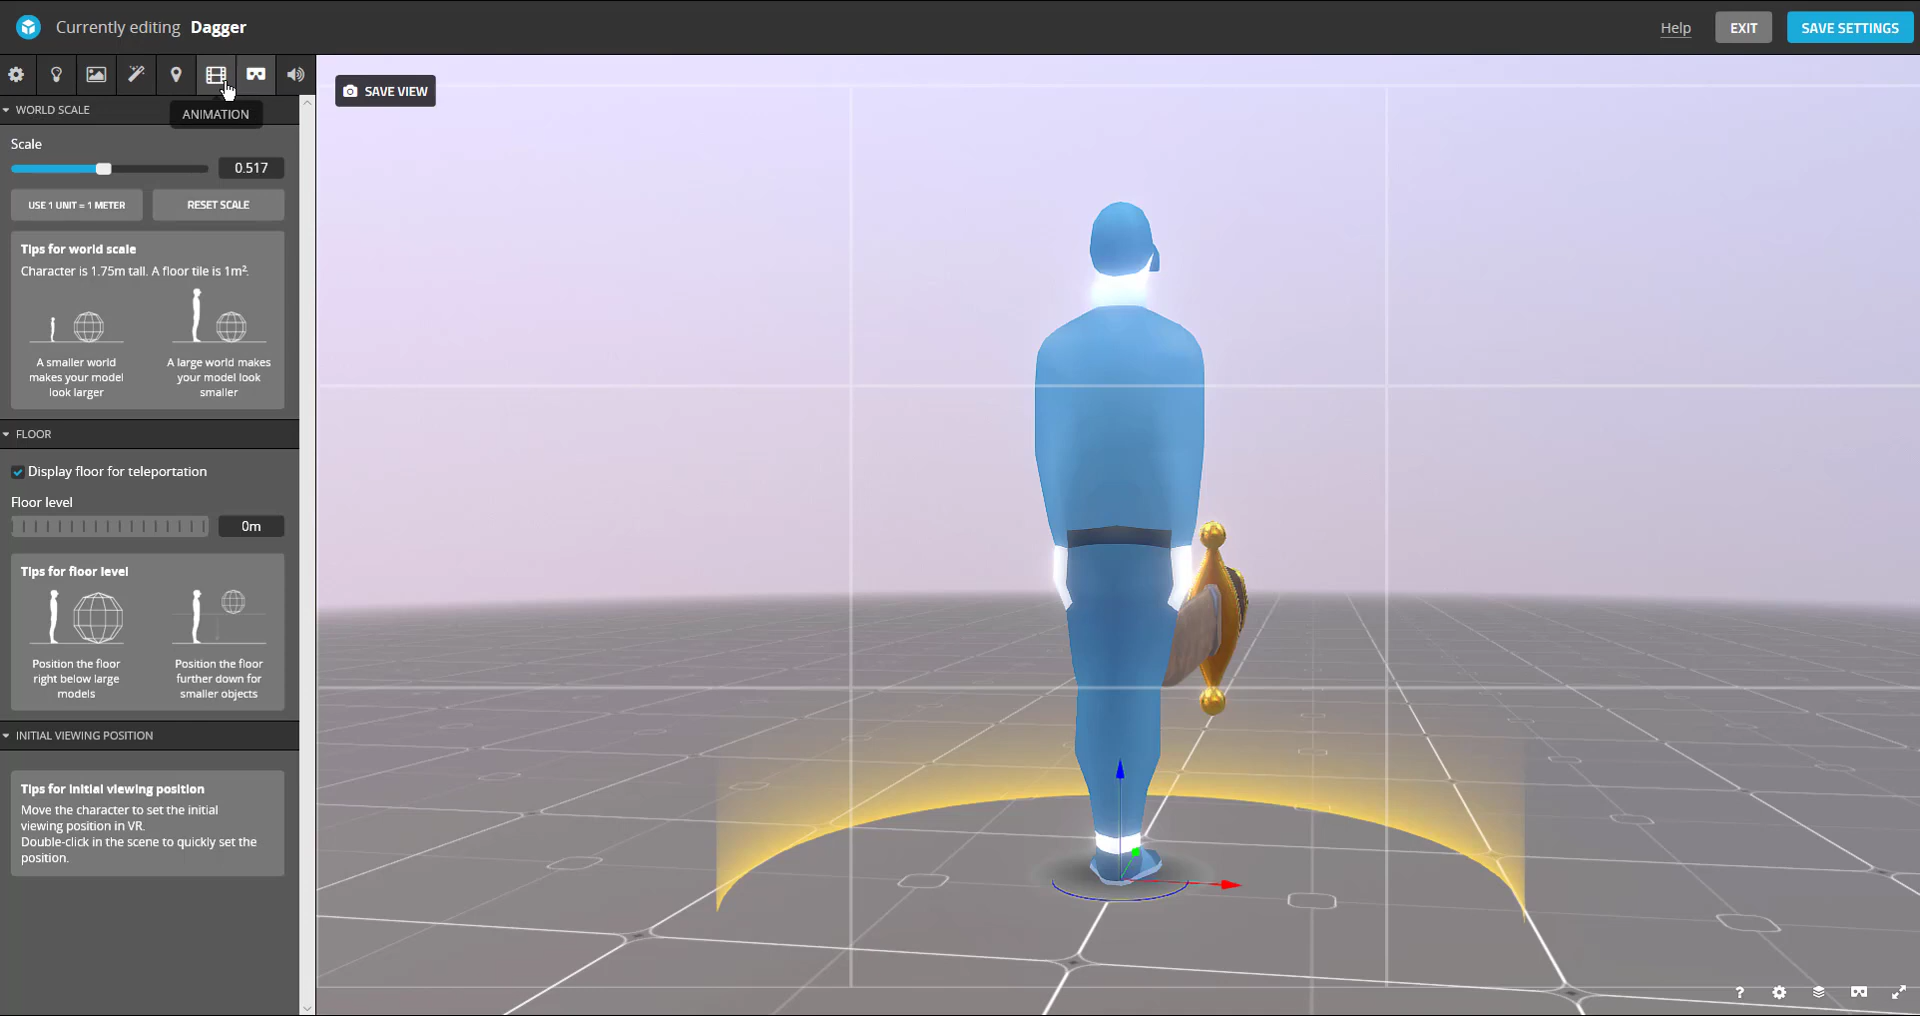 Currently editing Dagger
Help
EXIT
SAVE SETTINGS
SAVE VIEW
WORLD SCALE
ANIMATION
Scale
0.517
USE 1 UNIT = 1 METER
RESET SCALE
Tips for world scale
Character is 1.75m tall. A floor tile is 1m².
A smaller world
makes your model
look larger
A large world makes
your model look
smaller
FLOOR
Display floor for teleportation
Floor level
0m
Tips for floor level
Position the floor
right below large
models
Position the floor
further down for
smaller objects
INITIAL VIEWING POSITION
Tips for initial viewing position
Move the character to set the initial
viewing position in VR.
Double-click in the scene to quickly set the
position.
?